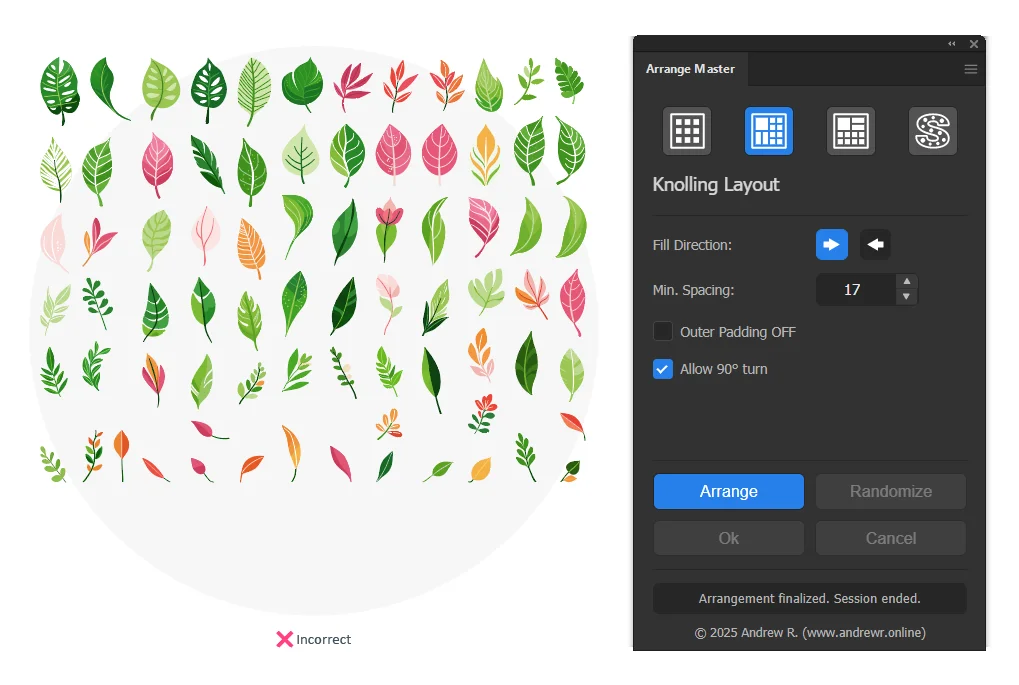 Arrange Master
Knolling Layout
Fill Direction:
Min. Spacing:
17
Outer Padding OFF
Allow 90° turn
Arrange
Randomize
Ok
Cancel
Arrangement finalized. Session ended.
© 2025 Andrew R. (www.andrewr.online)
Incorrect